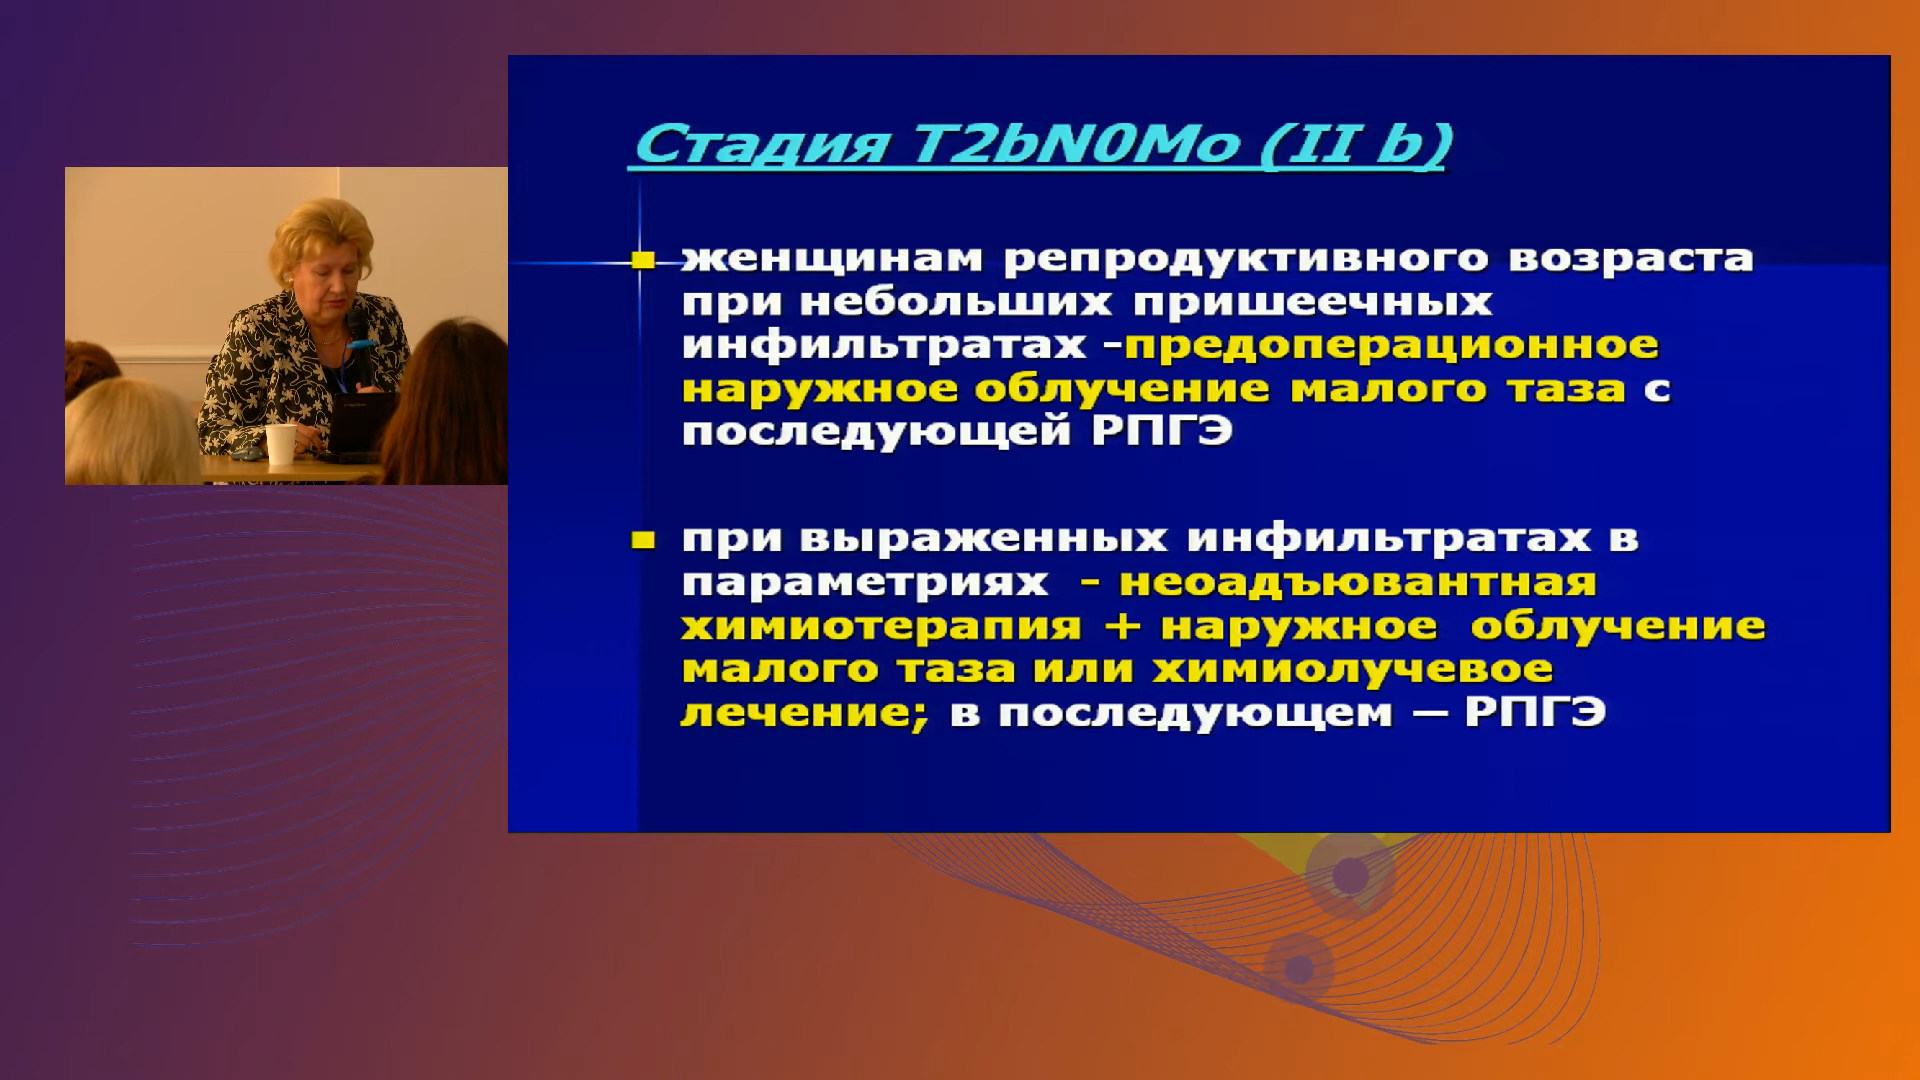 Стадия T2bN0Mo (II b)
женщинам репродуктивного возраста
при небольших пришеечных
инфильтратах -предоперационное
наружное облучение малого таза с
последующей РПГЭ
при выраженных инфильтратах в
параметриях - неоадъювантная
химиотерапия + наружное облучение
малого таза или химиолучевое
лечение; в последующем — РПГЭ